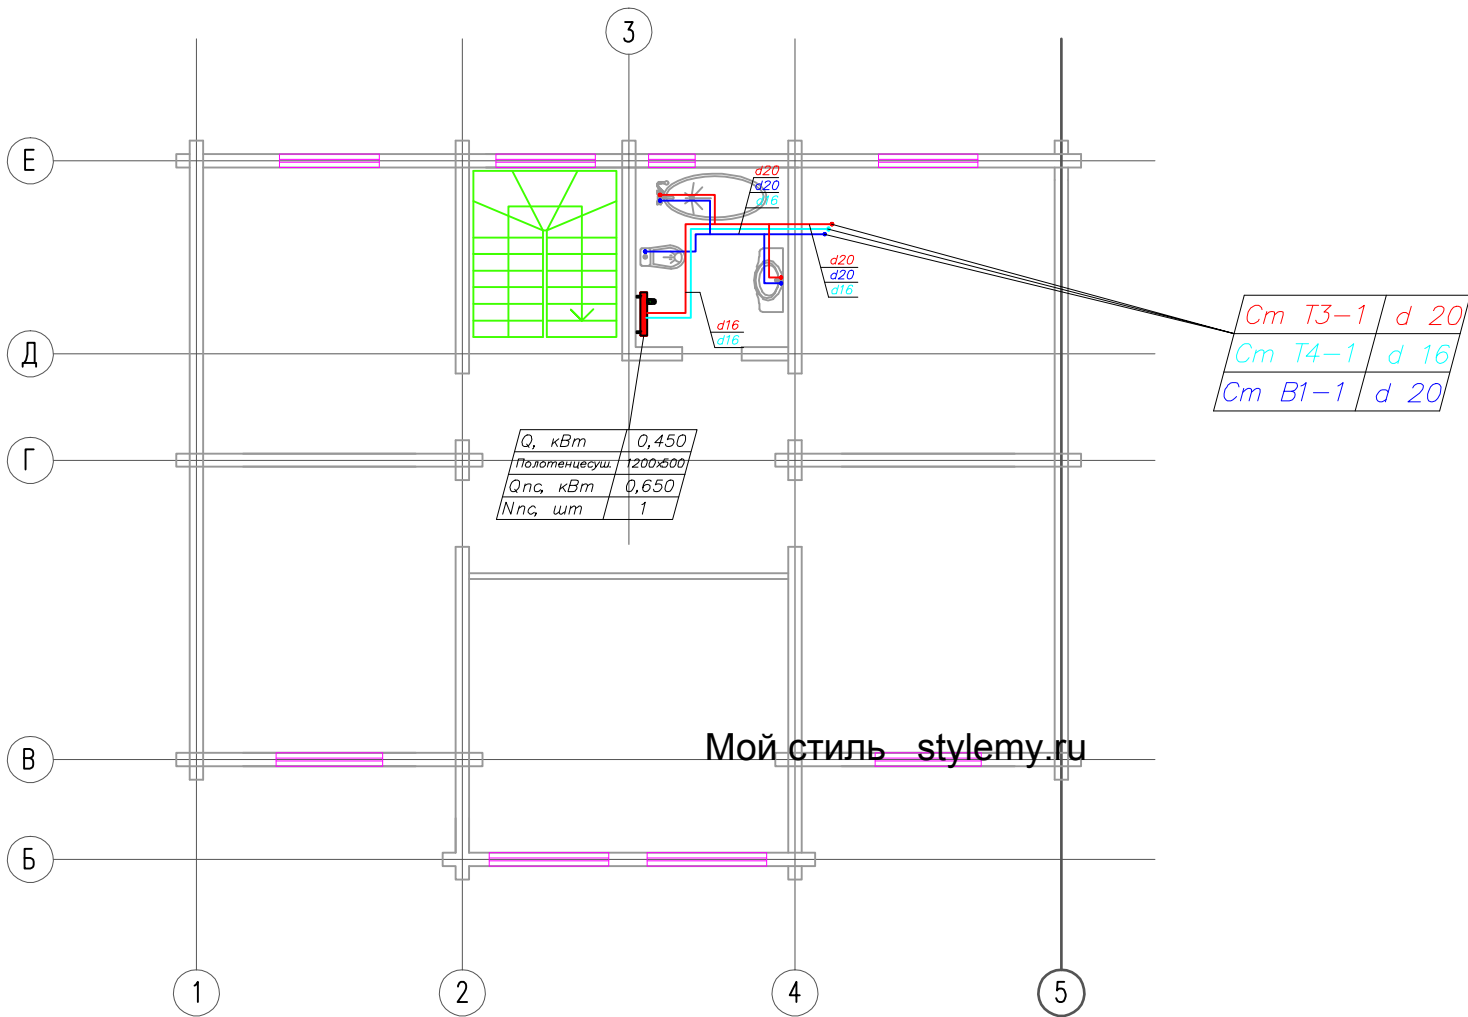 3
Е
d20
d20
d16
d20
d20
d16
Ст Т3-1 d 20
Ст Т4-1 d 16
Ст В1-1 d 20
d16
d16
Д
Г
Q, кВт 0,450
Полотенцесуш. 1200x500
Qпс, кВт 0,650
Nпс, шт 1
Мой стиль stylemy.ru
В
Б
1
2
4
5